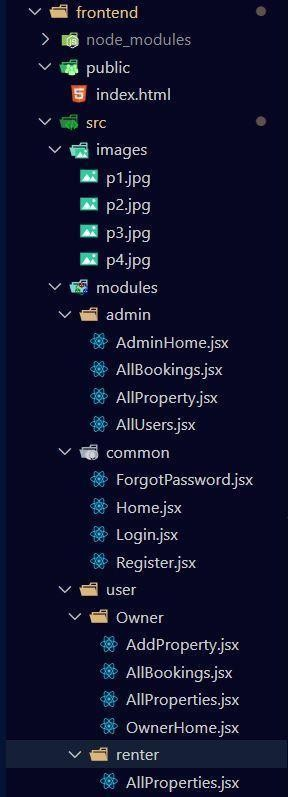 frontend
node_modules
public
index.html
src
images
p1.jpg
p2.jpg
p3.jpg
p4.jpg
modules
admin
AdminHome.jsx
AllBookings.jsx
AllProperty.jsx
AllUsers.jsx
common
ForgotPassword.jsx
Home.jsx
Login.jsx
Register.jsx
user
Owner
AddProperty.jsx
AllBookings.jsx
AllProperties.jsx
OwnerHome.jsx
renter
AllProperties.jsx